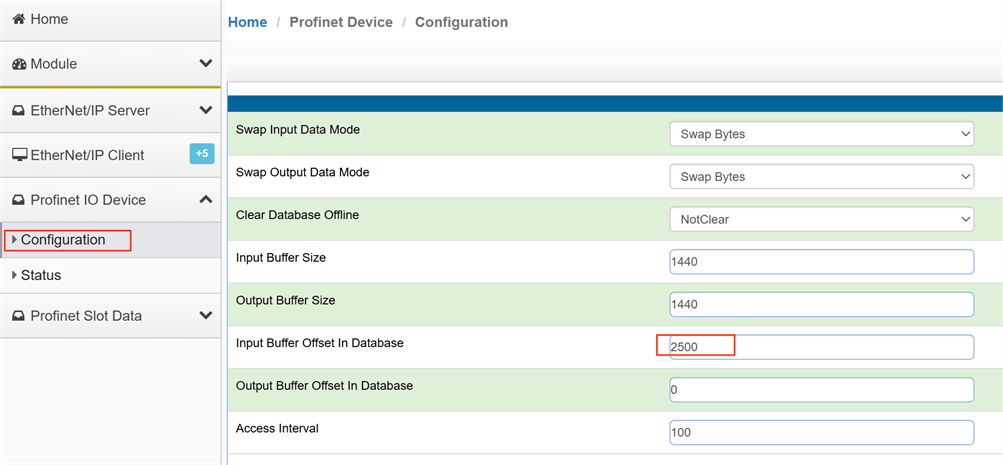 Home
Module
EtherNet/IP Server
EtherNet/IP Client +5
Profinet IO Device
Configuration
Status
Profinet Slot Data
Home / Profinet Device / Configuration
Swap Input Data Mode Swap Bytes
Swap Output Data Mode Swap Bytes
Clear Database Offline NotClear
Input Buffer Size 1440
Output Buffer Size 1440
Input Buffer Offset In Database 2500
Output Buffer Offset In Database 0
Access Interval 100